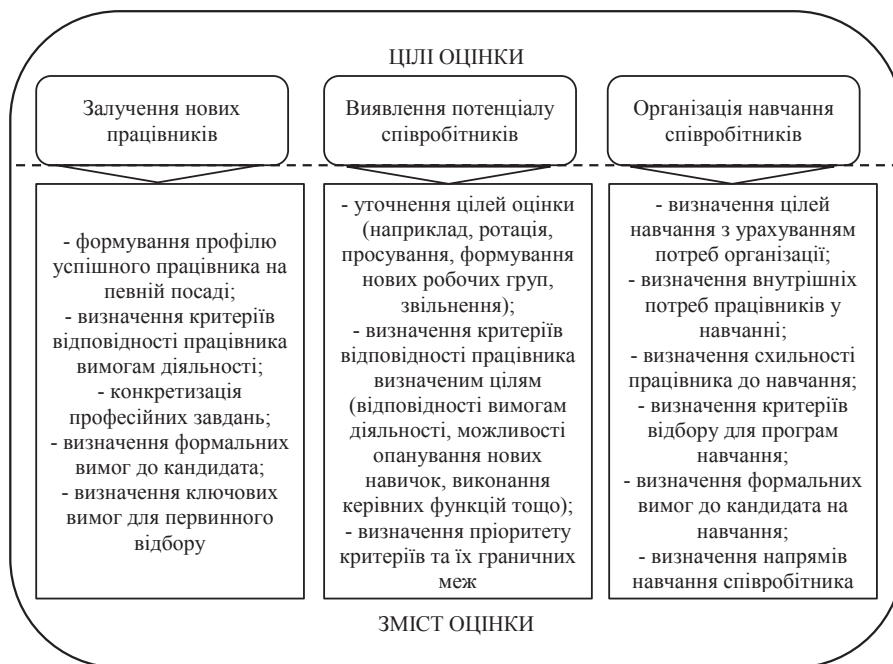 ЦІЛІ ОЦІНКИ
Залучення нових
працівників
Виявлення потенціалу
співробітників
Організація навчання
співробітників
- формування профілю
успішного працівника на
певній посаді;
- визначення критеріїв
відповідності працівника
вимогам діяльності;
- конкретизація
професійних завдань;
- визначення формальних
вимог до кандидата;
- визначення ключових
вимог для первинного
відбору
- уточнення цілей оцінки
(наприклад, ротація,
просування, формування
нових робочих груп,
звільнення);
- визначення критеріїв
відповідності працівника
визначеним цілям
(відповідності вимогам
діяльності, можливості
опанування нових
навичок, виконання
керівних функцій тощо);
- визначення пріоритету
критеріїв та їх граничних
меж
- визначення цілей
навчання з урахуванням
потреб організації;
- визначення внутрішніх
потреб працівників у
навчанні;
- визначення схильності
працівника до навчання;
- визначення критеріїв
відбору для програм
навчання;
- визначення формальних
вимог до кандидата на
навчання;
- визначення напрямів
навчання співробітника
ЗМІСТ ОЦІНКИ